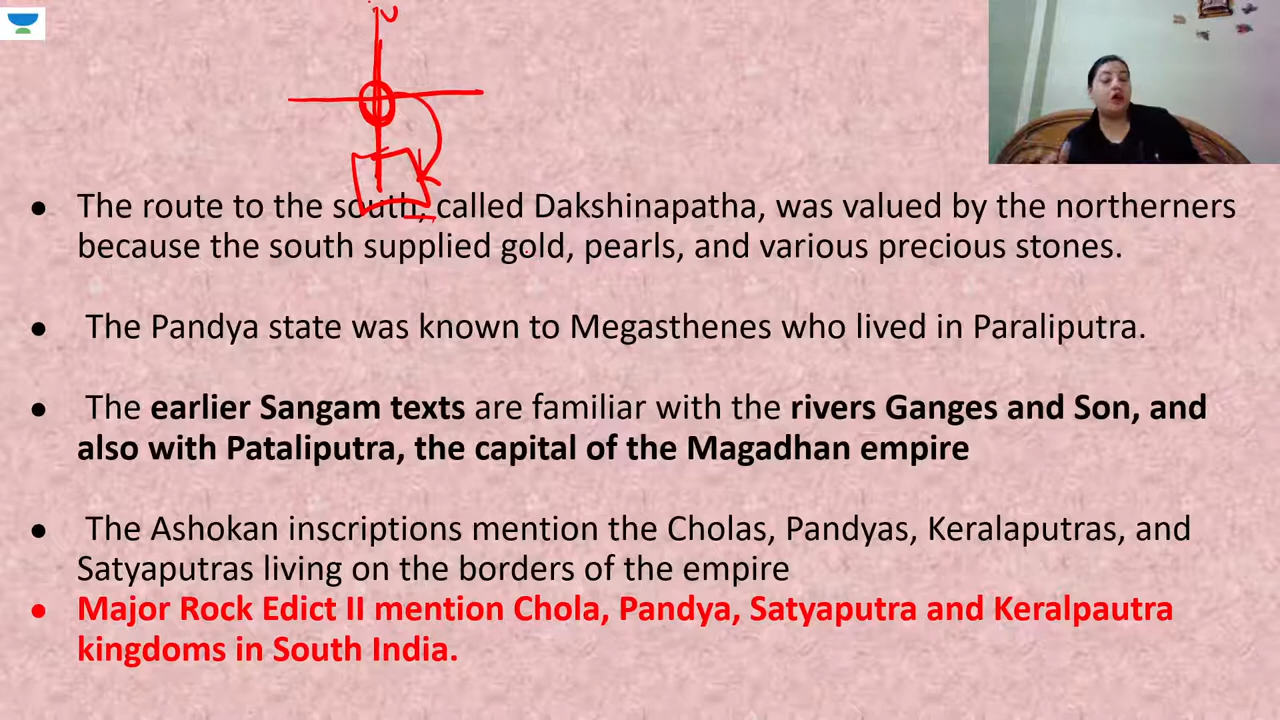 N
● The route to the south, called Dakshinapatha, was valued by the northerners
because the south supplied gold, pearls, and various precious stones.
● The Pandya state was known to Megasthenes who lived in Paraliputra.
● The earlier Sangam texts are familiar with the rivers Ganges and Son, and
also with Pataliputra, the capital of the Magadhan empire
● The Ashokan inscriptions mention the Cholas, Pandyas, Keralaputras, and
Satyaputras living on the borders of the empire
● Major Rock Edict II mention Chola, Pandya, Satyaputra and Keralpautra
kingdoms in South India.